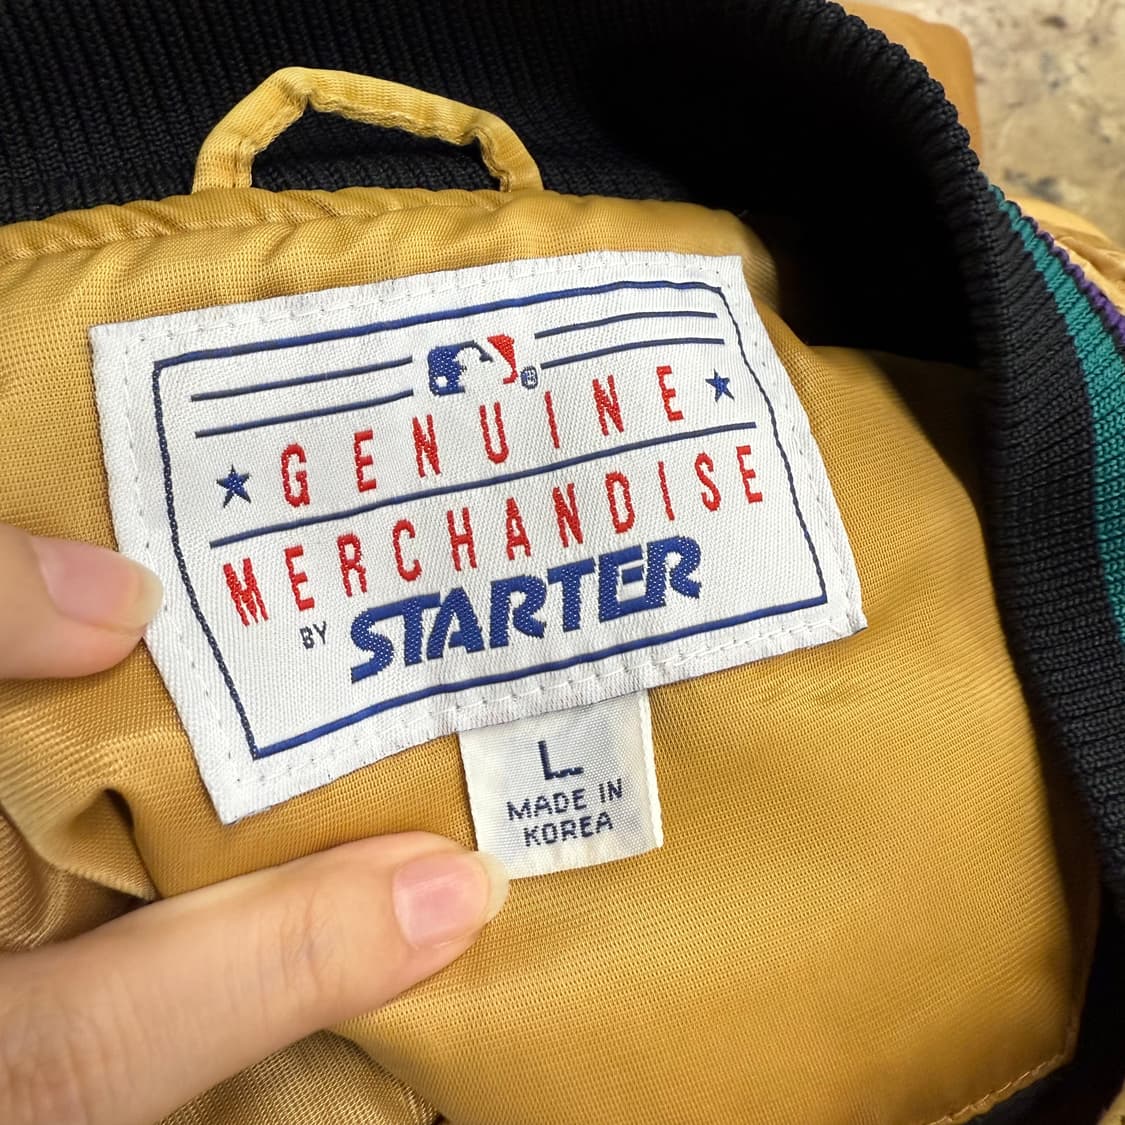 GENUINE
MERCHANDISE
BY STARTER
L
MADE IN
KOREA